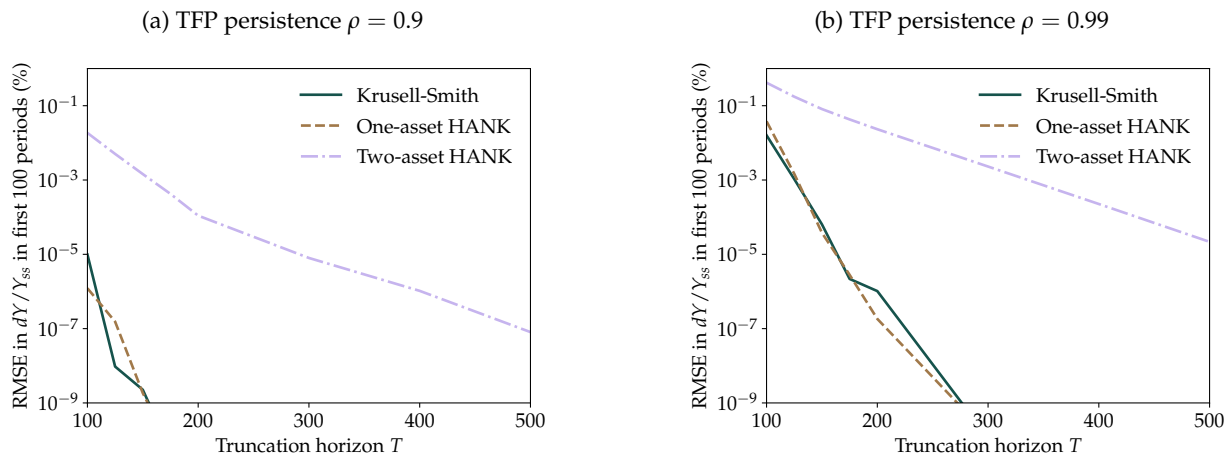 (a) TFP persistence ρ = 0.9
RMSE in dY/Y_ss in first 100 periods (%)
10⁻¹
10⁻³
10⁻⁵
10⁻⁷
10⁻⁹
Krusell-Smith
One-asset HANK
Two-asset HANK
100 200 300 400 500
Truncation horizon T
(b) TFP persistence ρ = 0.99
RMSE in dY/Y_ss in first 100 periods (%)
10⁻¹
10⁻³
10⁻⁵
10⁻⁷
10⁻⁹
Krusell-Smith
One-asset HANK
Two-asset HANK
100 200 300 400 500
Truncation horizon T